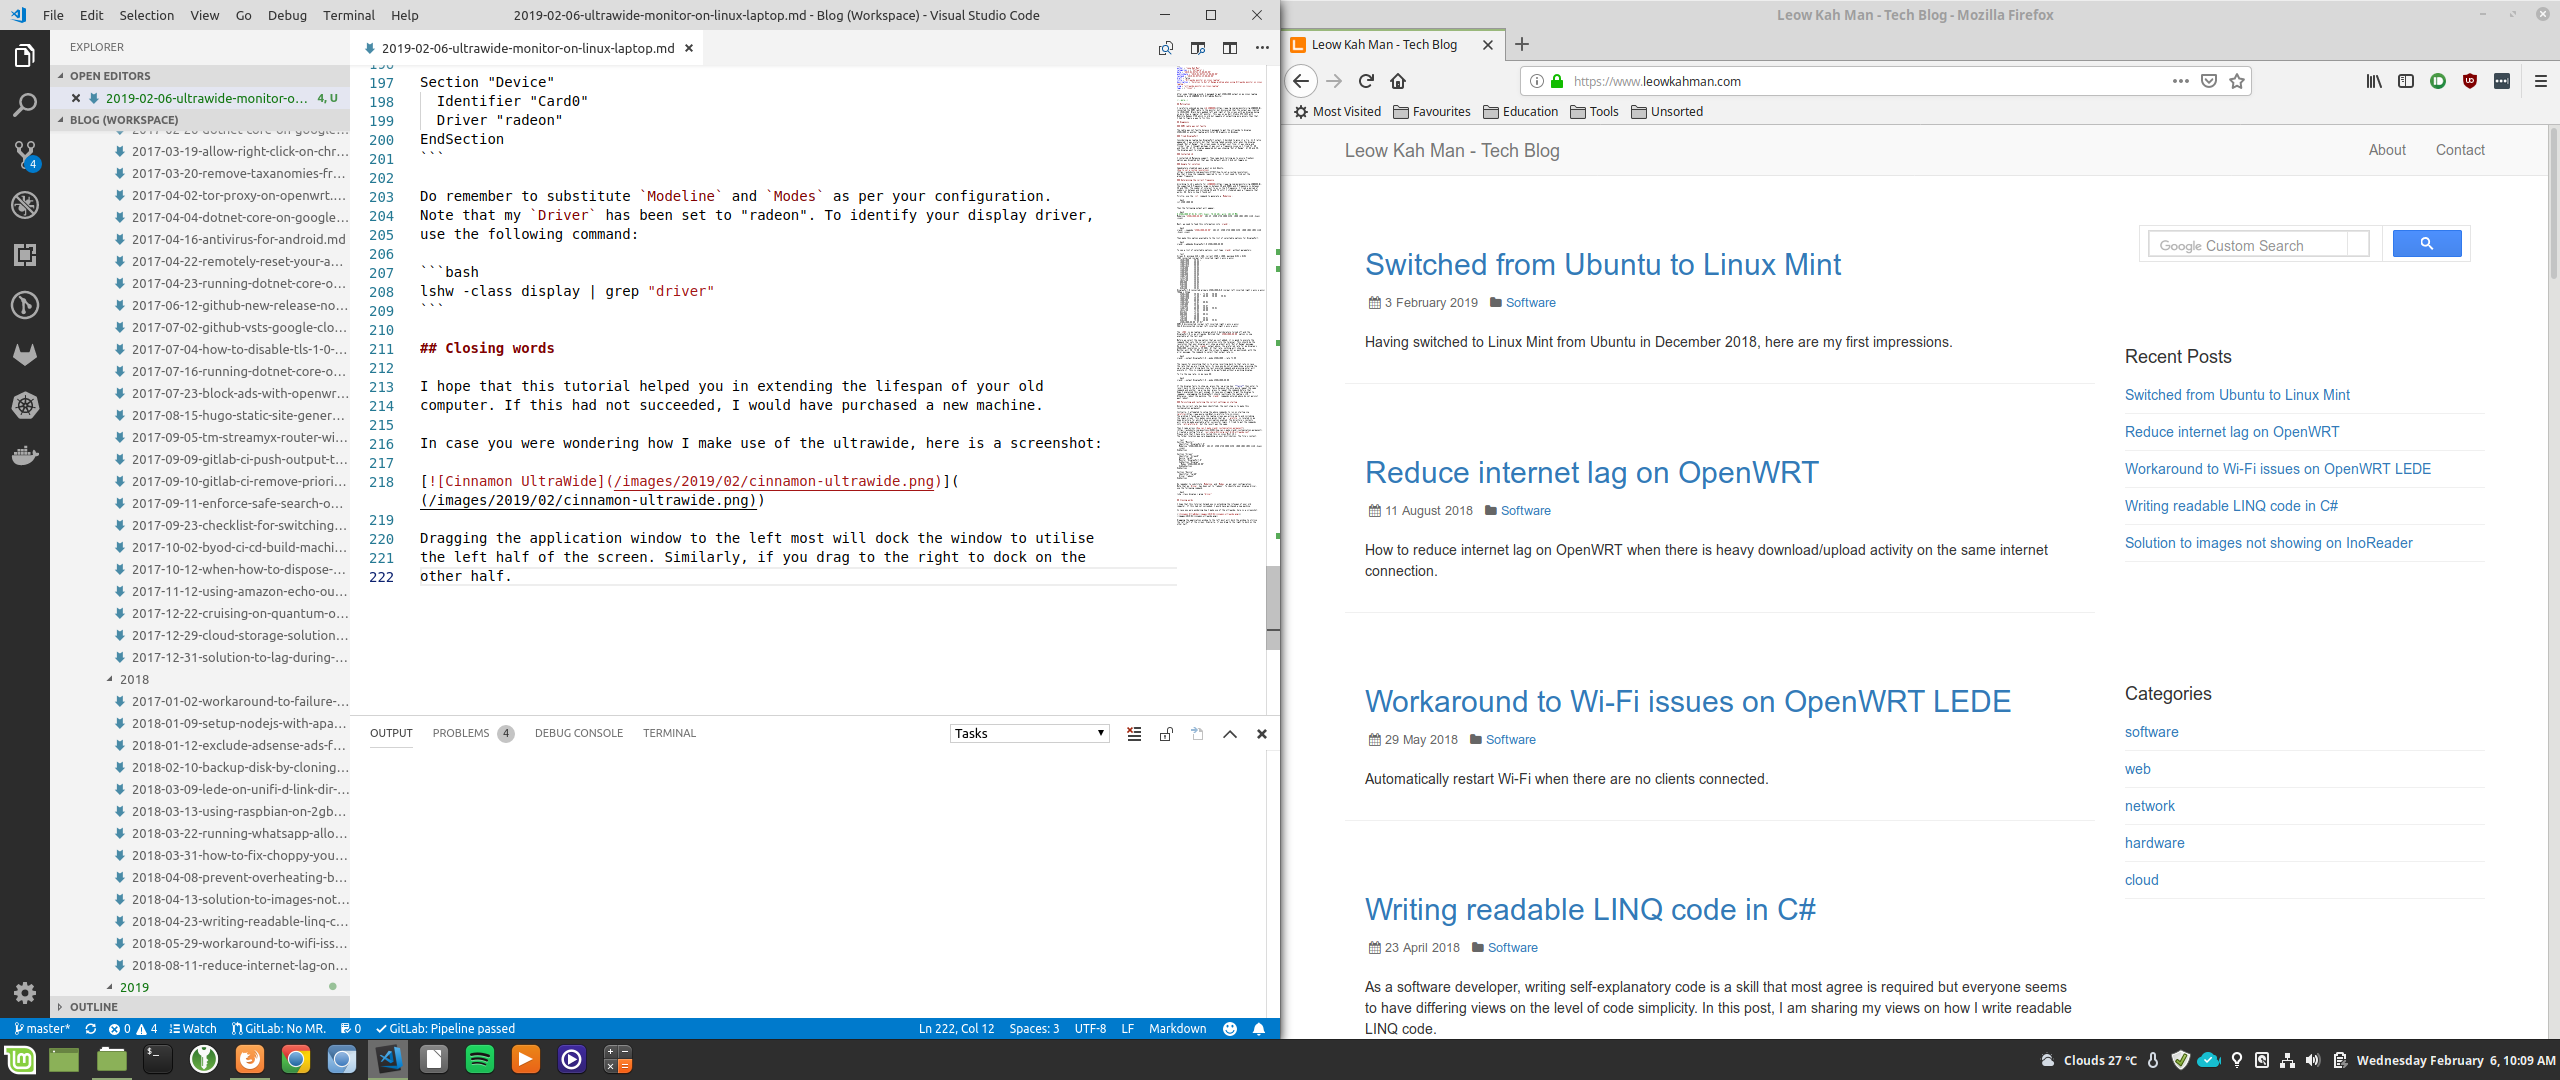 File Edit Selection View Go Debug Terminal Help
2019-02-06-ultrawide-monitor-on-linux-laptop.md - Blog (Workspace) - Visual Studio Code
EXPLORER
OPEN EDITORS
2019-02-06-ultrawide-monitor-o... 4, U
BLOG (WORKSPACE)
2017-03-19-allow-right-click-on-chr...
2017-03-20-remove-taxanomies-fr...
2017-04-02-tor-proxy-on-openwrt....
2017-04-04-dotnet-core-on-google...
2017-04-16-antivirus-for-android.md
2017-04-22-remotely-reset-your-a...
2017-04-23-running-dotnet-core-o...
2017-06-12-github-new-release-no...
2017-07-02-github-vsts-google-clo...
2017-07-04-how-to-disable-tls-1-0-...
2017-07-16-running-dotnet-core-o...
2017-07-23-block-ads-with-openwr...
2017-08-15-hugo-static-site-gener...
2017-09-05-tm-streamyx-router-wi...
2017-09-09-gitlab-ci-push-output-t...
2017-09-10-gitlab-ci-remove-priori...
2017-09-11-enforce-safe-search-o...
2017-09-23-checklist-for-switching...
2017-10-02-byod-ci-cd-build-machi...
2017-10-12-when-how-to-dispose-...
2017-11-12-using-amazon-echo-ou...
2017-12-22-cruising-on-quantum-o...
2017-12-29-cloud-storage-solution...
2017-12-31-solution-to-lag-during-...
2018
2017-01-02-workaround-to-failure-...
2018-01-09-setup-nodejs-with-apa...
2018-01-12-exclude-adsense-ads-f...
2018-02-10-backup-disk-by-cloning...
2018-03-09-lede-on-unifi-d-link-dir-...
2018-03-13-using-raspbian-on-2gb...
2018-03-22-running-whatsapp-allo...
2018-03-31-how-to-fix-choppy-you...
2018-04-08-prevent-overheating-b...
2018-04-13-solution-to-images-not...
2018-04-23-writing-readable-linq-c...
2018-05-29-workaround-to-wifi-iss...
2018-08-11-reduce-internet-lag-on...
2019
OUTLINE
4
2019-02-06-ultrawide-monitor-on-linux-laptop.md
197 Section "Device"
198 Identifier "Card0"
199 Driver "radeon"
200 EndSection
201 ```
202
203 Do remember to substitute `Modeline` and `Modes` as per your configuration.
204 Note that my `Driver` has been set to "radeon". To identify your display driver,
205 use the following command:
206
207 ```bash
208 lshw -class display | grep "driver"
209 ```
210
211 ## Closing words
212
213 I hope that this tutorial helped you in extending the lifespan of your old
214 computer. If this had not succeeded, I would have purchased a new machine.
215
216 In case you were wondering how I make use of the ultrawide, here is a screenshot:
217
218 [![Cinnamon UltraWide](/images/2019/02/cinnamon-ultrawide.png)](
(/images/2019/02/cinnamon-ultrawide.png))
219
220 Dragging the application window to the left most will dock the window to utilise
221 the left half of the screen. Similarly, if you drag to the right to dock on the
222 other half.
OUTPUT PROBLEMS 4 DEBUG CONSOLE TERMINAL
Tasks
master* 0 4 Watch GitLab: No MR. 0 GitLab: Pipeline passed
Ln 222, Col 12 Spaces: 3 UTF-8 LF Markdown
Leow Kah Man - Tech Blog - Mozilla Firefox
Leow Kah Man - Tech Blog
https://www.leowkahman.com
Most Visited Favourites Education Tools Unsorted
Leow Kah Man - Tech Blog
About Contact
Switched from Ubuntu to Linux Mint
3 February 2019 Software
Having switched to Linux Mint from Ubuntu in December 2018, here are my first impressions.
Reduce internet lag on OpenWRT
11 August 2018 Software
How to reduce internet lag on OpenWRT when there is heavy download/upload activity on the same internet
connection.
Workaround to Wi-Fi issues on OpenWRT LEDE
29 May 2018 Software
Automatically restart Wi-Fi when there are no clients connected.
Writing readable LINQ code in C#
23 April 2018 Software
As a software developer, writing self-explanatory code is a skill that most agree is required but everyone seems
to have differing views on the level of code simplicity. In this post, I am sharing my views on how I write readable
LINQ code.
Google Custom Search
Recent Posts
Switched from Ubuntu to Linux Mint
Reduce internet lag on OpenWRT
Workaround to Wi-Fi issues on OpenWRT LEDE
Writing readable LINQ code in C#
Solution to images not showing on InoReader
Categories
software
web
network
hardware
cloud
Clouds 27 °C
Wednesday February 6, 10:09 AM